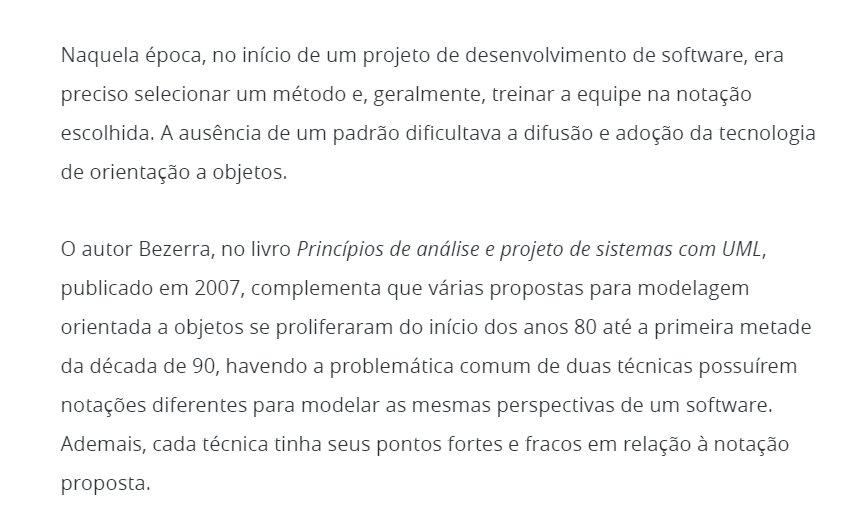 Naquela época, no início de um projeto de desenvolvimento de software, era
preciso selecionar um método e, geralmente, treinar a equipe na notação
escolhida. A ausência de um padrão dificultava a difusão e adoção da tecnologia
de orientação a objetos.
O autor Bezerra, no livro Princípios de análise e projeto de sistemas com UML,
publicado em 2007, complementa que várias propostas para modelagem
orientada a objetos se proliferaram do início dos anos 80 até a primeira metade
da década de 90, havendo a problemática comum de duas técnicas possuírem
notações diferentes para modelar as mesmas perspectivas de um software.
Ademais, cada técnica tinha seus pontos fortes e fracos em relação à notação
proposta.